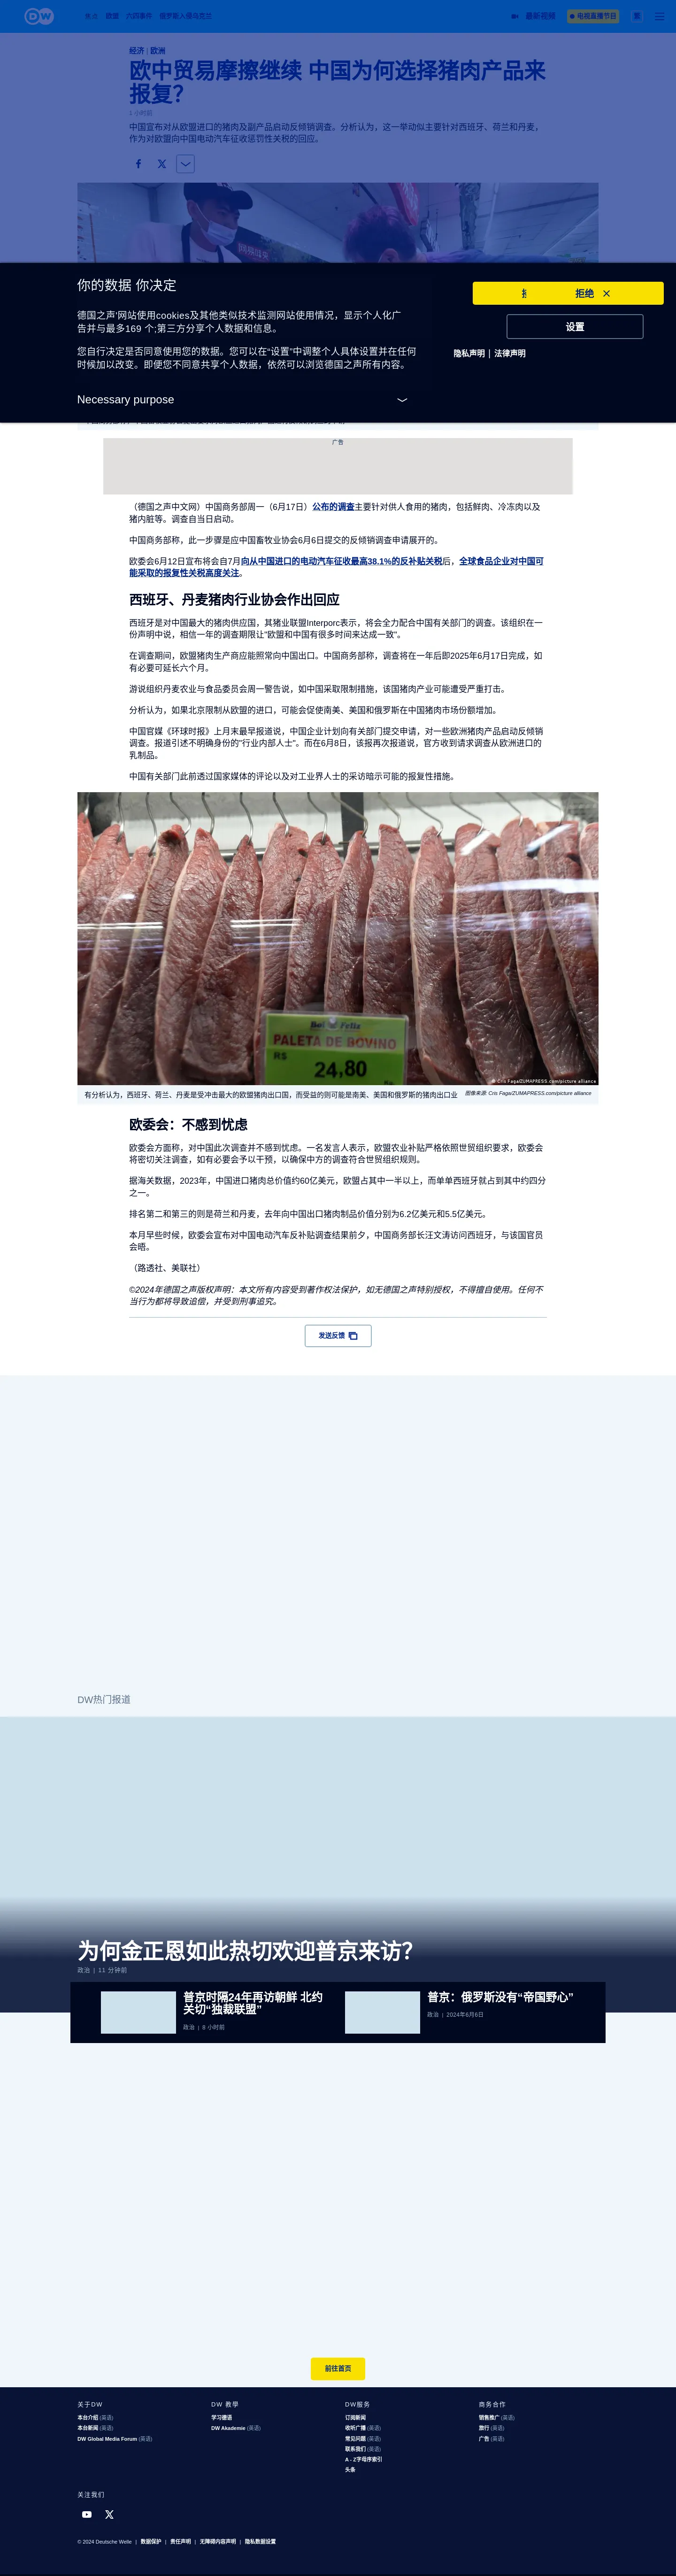 DW
焦点 欧盟 六四事件 俄罗斯入侵乌克兰
最新视频
电视直播节目
繁
经济 | 欧洲
欧中贸易摩擦继续 中国为何选择猪肉产品来
报复？
5 小时前
中国宣布对从欧盟进口的猪肉及副产品启动反倾销调查。分析认为，这一举动似主要针对西班牙、荷兰和丹麦，
作为对欧盟向中国电动汽车征收惩罚性关税的回应。
你的数据 你决定
德国之声'网站使用cookies及其他类似技术监测网站使用情况，显示个人化广
告并与最多169 个;第三方分享个人数据和信息。
您自行决定是否同意使用您的数据。您可以在“设置”中调整个人具体设置并在任何
时候加以改变。即便您不同意共享个人数据，依然可以浏览德国之声所有内容。
Necessary purpose
拒绝
设置
隐私声明 | 法律声明
广告
（德国之声中文网）中国商务部周一（6月17日）公布的调查主要针对供人食用的猪肉，包括鲜肉、冷冻肉以及
猪内脏等。调查自当日启动。
中国商务部称，此一步骤是应中国畜牧业协会6月6日提交的反倾销调查申请展开的。
欧委会6月12日宣布将会自7月向从中国进口的电动汽车征收最高38.1%的反补贴关税后，全球食品企业对中国可
能采取的报复性关税高度关注。
西班牙、丹麦猪肉行业协会作出回应
西班牙是对中国最大的猪肉供应国，其猪业联盟Interporc表示，将会全力配合中国有关部门的调查。该组织在一
份声明中说，相信一年的调查期限让“欧盟和中国有很多时间来达成一致”。
在调查期间，欧盟猪肉生产商应能照常向中国出口。中国商务部称，调查将在一年后即2025年6月17日完成，如
有必要可延长六个月。
游说组织丹麦农业与食品委员会周一警告说，如中国采取限制措施，该国猪肉产业可能遭受严重打击。
分析认为，如果北京限制从欧盟的进口，可能会促使南美、美国和俄罗斯在中国猪肉市场份额增加。
中国官媒《环球时报》上月末最早报道说，中国企业计划向有关部门提交申请，对一些欧洲猪肉产品启动反倾销
调查。报道引述不明确身份的“行业内部人士”。而在6月8日，该报再次报道说，官方收到请求调查从欧洲进口的
乳制品。
中国有关部门此前透过国家媒体的评论以及对工业界人士的采访暗示可能的报复性措施。
Boi Feliz
PALETA DE BOVINO
R$
24,80
© Cris Faga/ZUMAPRESS.com/picture alliance
有分析认为，西班牙、荷兰、丹麦是受冲击最大的欧盟猪肉出口国，而受益的则可能是南美、美国和俄罗斯的猪肉出口业
图像来源: Cris Faga/ZUMAPRESS.com/picture alliance
欧委会：不感到忧虑
欧委会方面称，对中国此次调查并不感到忧虑。一名发言人表示，欧盟农业补贴严格依照世贸组织要求，欧委会
将密切关注调查，如有必要会予以干预，以确保中方的调查符合世贸组织规则。
据海关数据，2023年，中国进口猪肉总价值约60亿美元，欧盟占其中一半以上，而单单西班牙就占到其中约四分
之一。
排名第二和第三的则是荷兰和丹麦，去年向中国出口猪肉制品价值分别为6.2亿美元和5.5亿美元。
本月早些时候，欧委会宣布对中国电动汽车反补贴调查结果前夕，中国商务部长汪文涛访问西班牙，与该国官员
会晤。
（路透社、美联社）
©2024年德国之声版权声明：本文所有内容受到著作权法保护，如无德国之声特别授权，不得擅自使用。任何不
当行为都将导致追偿，并受到刑事追究。
发送反馈
DW热门报道
为何金正恩如此热切欢迎普京来访？
政治 | 11 分钟前
普京时隔24年再访朝鲜 北约
关切“独裁联盟”
政治 | 8 小时前
普京：俄罗斯没有“帝国野心”
政治 | 2024年6月6日
前往首页
关于DW
本台介绍 (英语)
本台新闻 (英语)
DW Global Media Forum (英语)
DW 教學
学习德语
DW Akademie (英语)
DW服务
订阅新闻
收听广播 (英语)
常见问题 (英语)
联系我们 (英语)
A - Z字母序索引
头条
商务合作
销售推广 (英语)
旅行 (英语)
广告 (英语)
关注我们
© 2024 Deutsche Welle | 数据保护 | 责任声明 | 无障碍内容声明 | 隐私数据设置